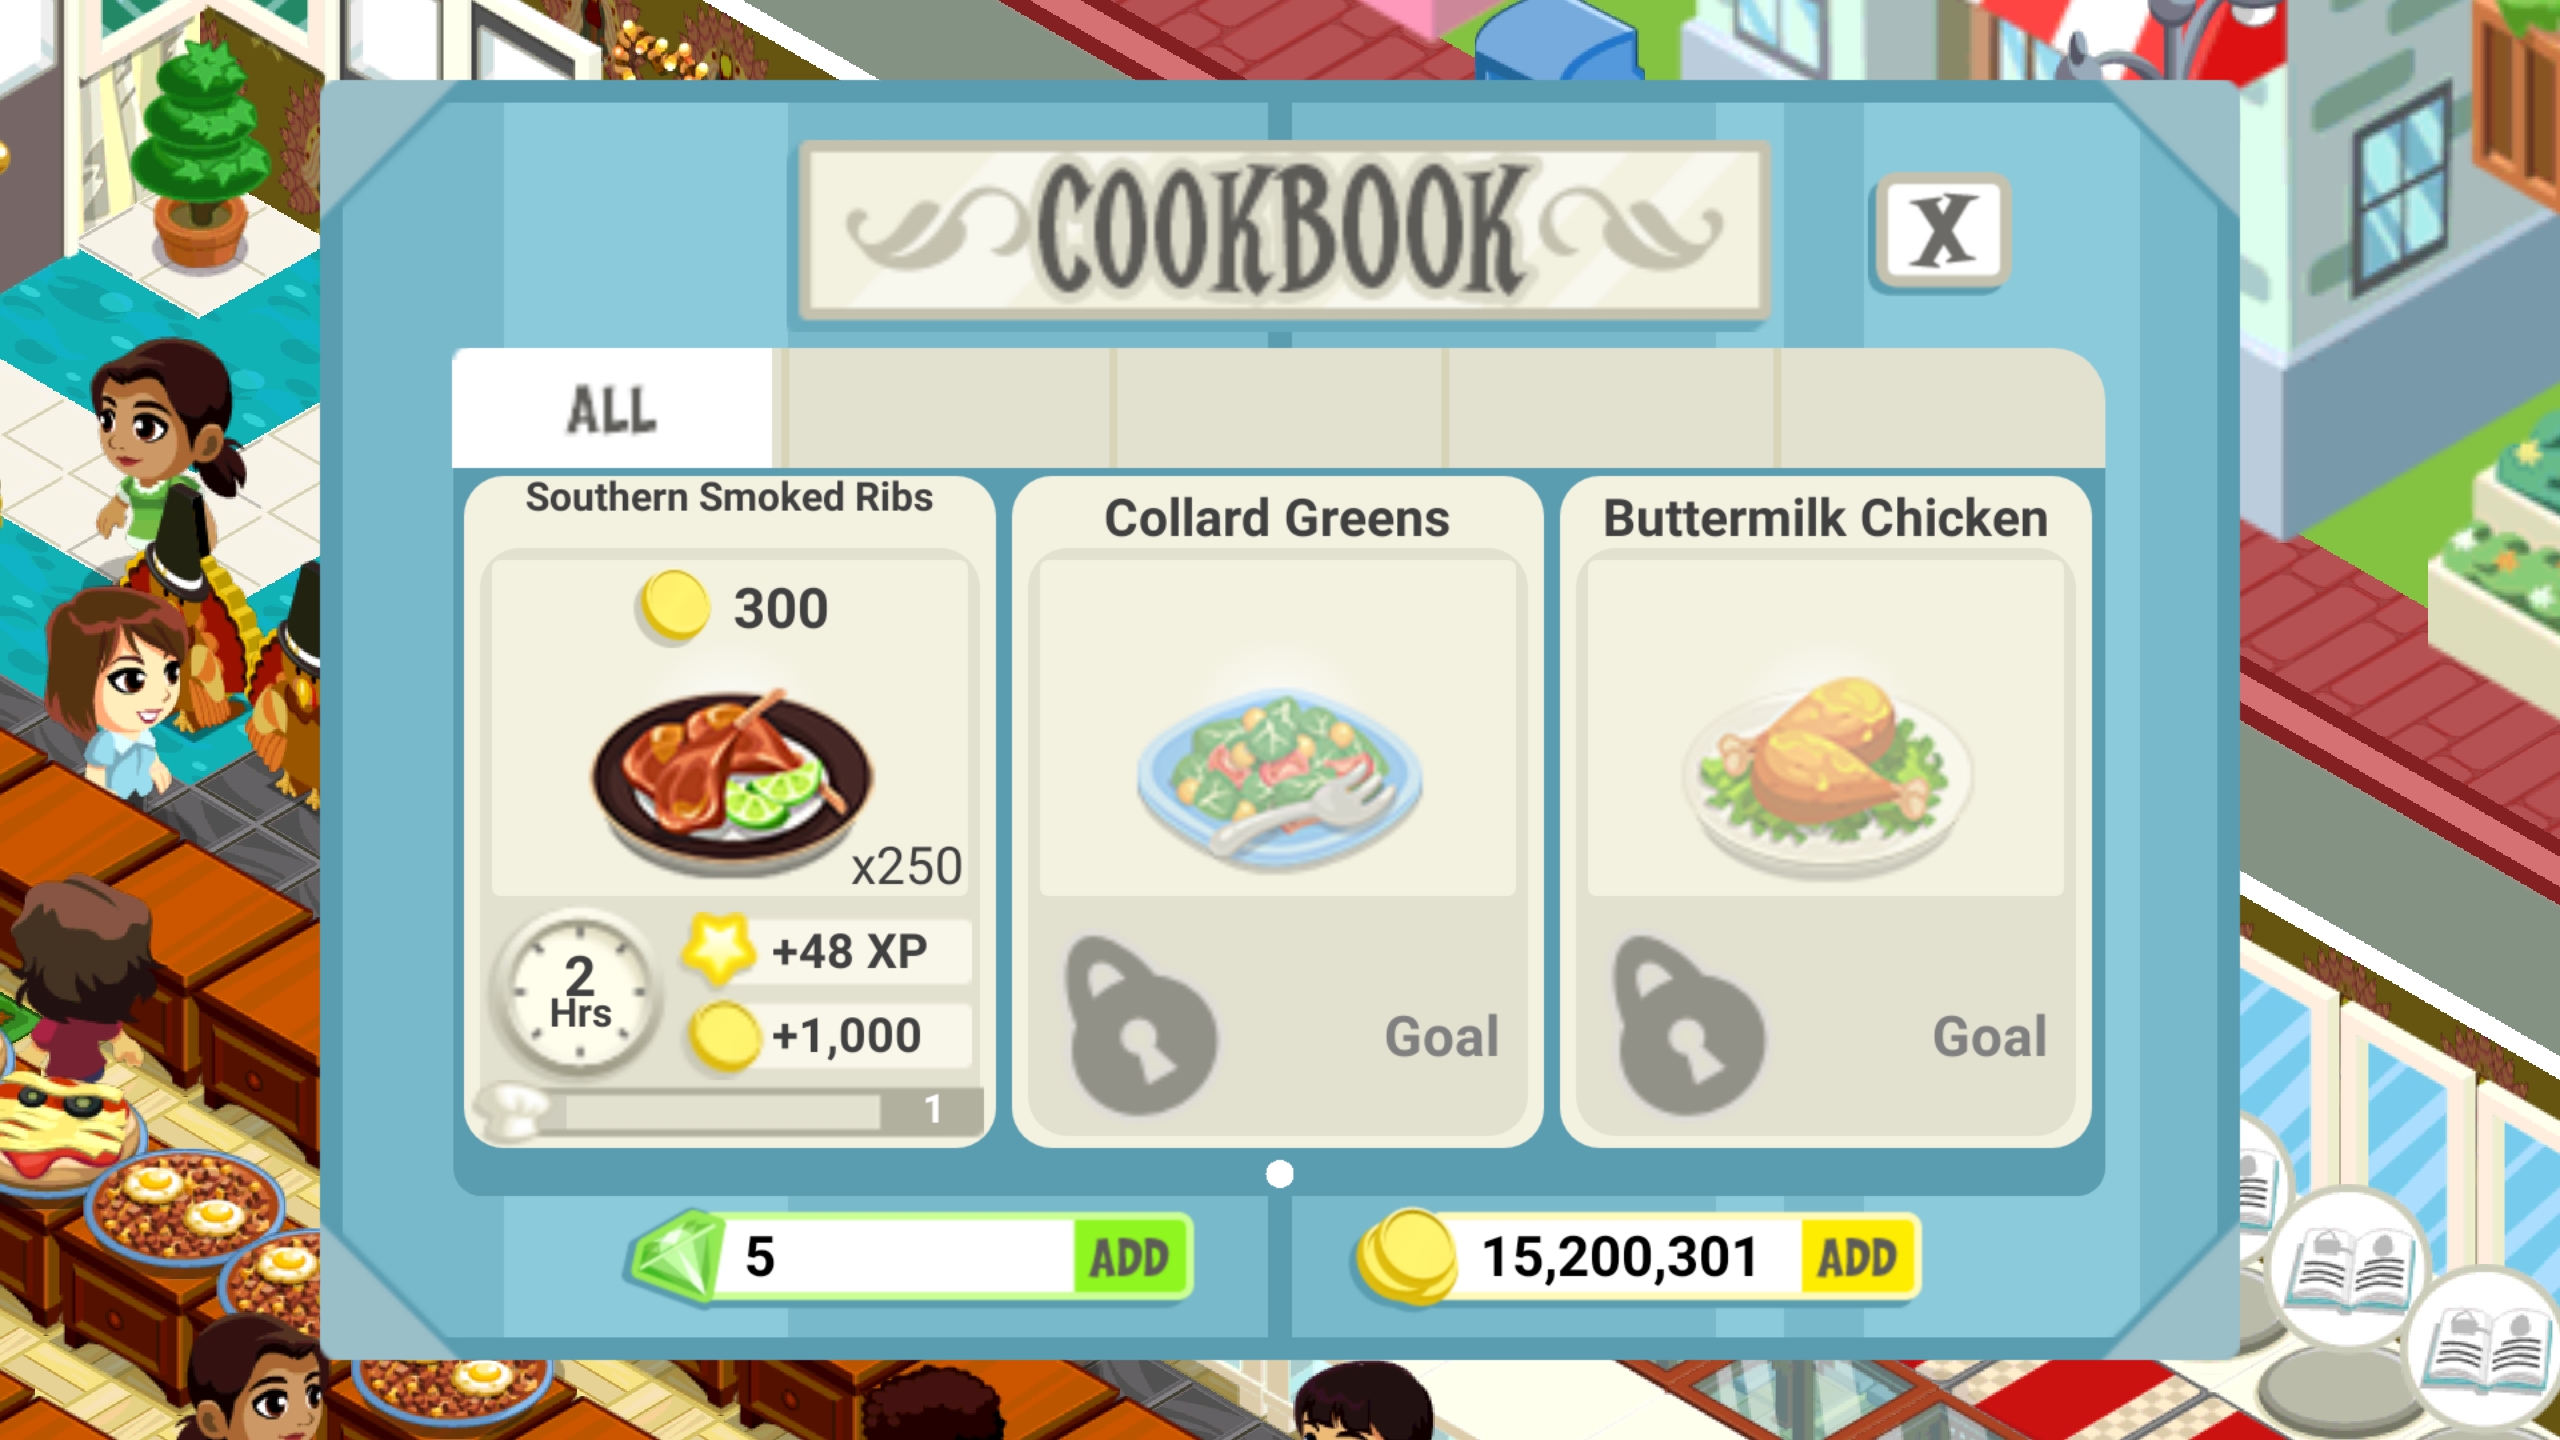 COOKBOOK
X
ALL
Southern Smoked Ribs
300
x250
2
Hrs
+48 XP
+1,000
1
Collard Greens
Goal
Buttermilk Chicken
Goal
5
ADD
15,200,301
ADD